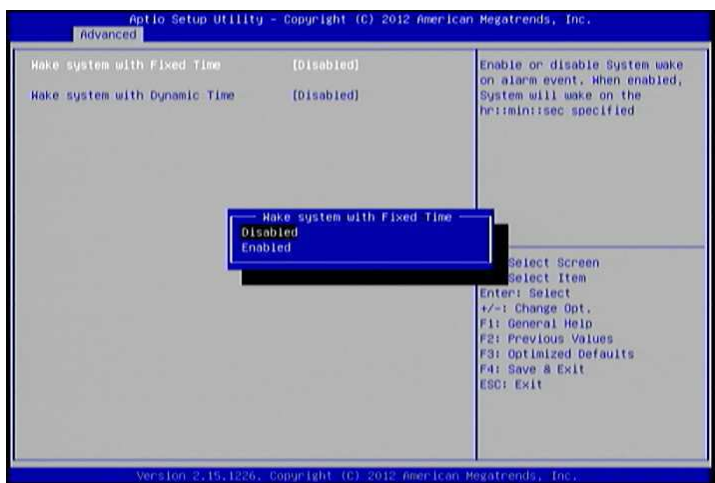 Aptio Setup Utility - Copyright (C) 2012 American Megatrends, Inc.
Advanced
Wake system with Fixed Time [Disabled]
Wake system with Dynamic Time [Disabled]
Enable or disable System wake
on alarm event. When enabled,
System will wake on the
hr::min::sec specified
Wake system with Fixed Time
Disabled
Enabled
Select Screen
Select Item
Enter: Select
+/-: Change Opt.
F1: General Help
F2: Previous Values
F3: Optimized Defaults
F4: Save & Exit
ESC: Exit
Version 2.15.1226. Copyright (C) 2012 American Megatrends, Inc.